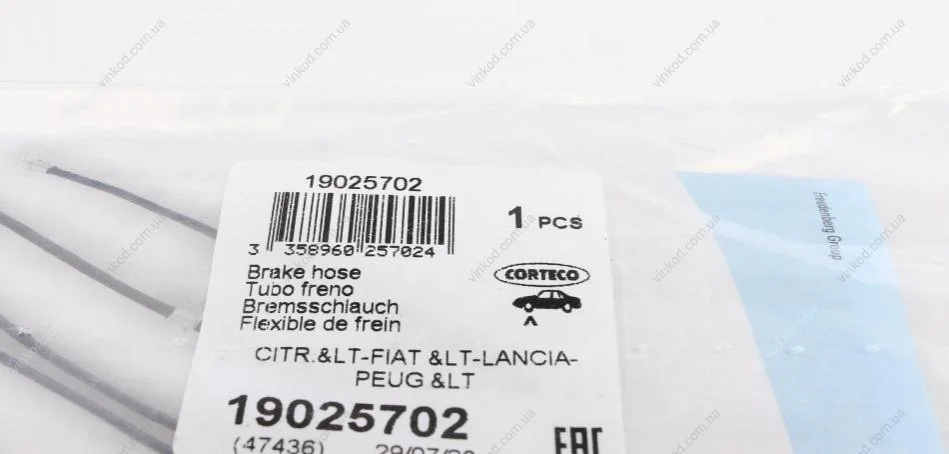 vinkod.com.ua
19025702
3 358960 257024
1 PCS
Brake hose
Tubo freno
Bremsschlauch
Flexible de frein
CORTECO
A
CITR.&LT-FIAT &LT-LANCIA-
PEUG &LT
19025702
(47436)
EAC
Freudenberg Group